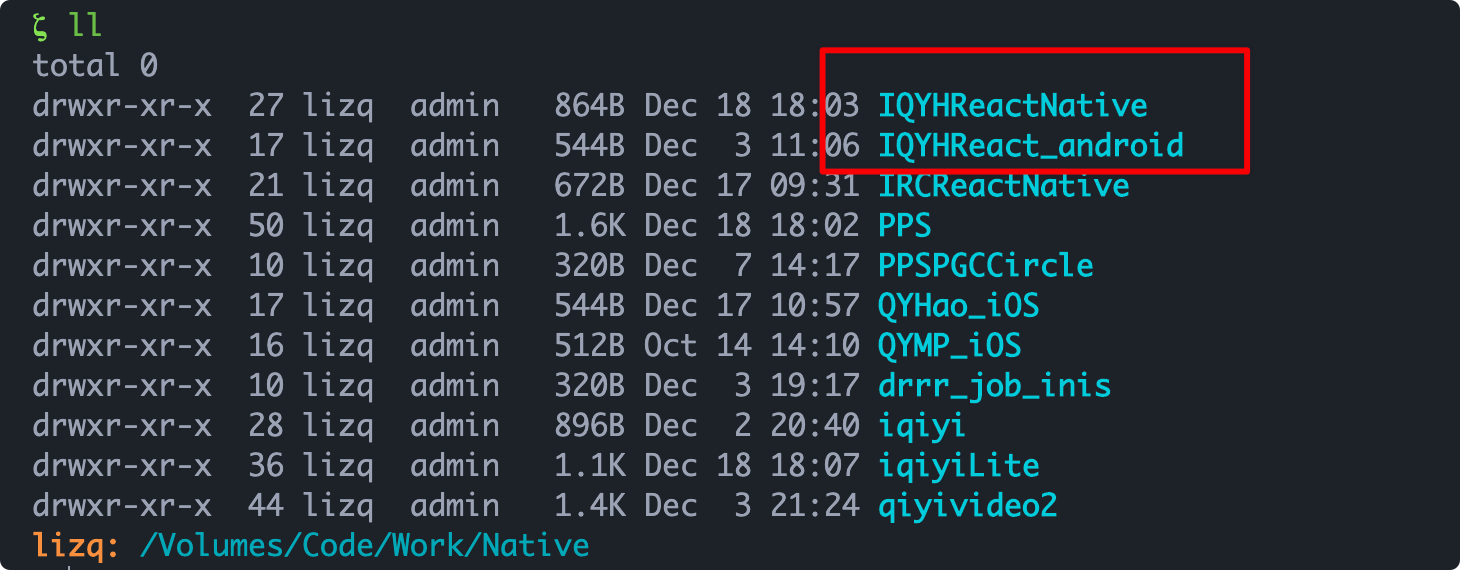 ζ ll
total 0
drwxr-xr-x  27 lizq  admin   864B Dec 18 18:03 IQYHReactNative
drwxr-xr-x  17 lizq  admin   544B Dec  3 11:06 IQYHReact_android
drwxr-xr-x  21 lizq  admin   672B Dec 17 09:31 IRCReactNative
drwxr-xr-x  50 lizq  admin   1.6K Dec 18 18:02 PPS
drwxr-xr-x  10 lizq  admin   320B Dec  7 14:17 PPSPGCCircle
drwxr-xr-x  17 lizq  admin   544B Dec 17 10:57 QYHao_iOS
drwxr-xr-x  16 lizq  admin   512B Oct 14 14:10 QYMP_iOS
drwxr-xr-x  10 lizq  admin   320B Dec  3 19:17 drrr_job_inis
drwxr-xr-x  28 lizq  admin   896B Dec  2 20:40 iqiyi
drwxr-xr-x  36 lizq  admin   1.1K Dec 18 18:07 iqiyiLite
drwxr-xr-x  44 lizq  admin   1.4K Dec  3 21:24 qiyivideo2
lizq: /Volumes/Code/Work/Native